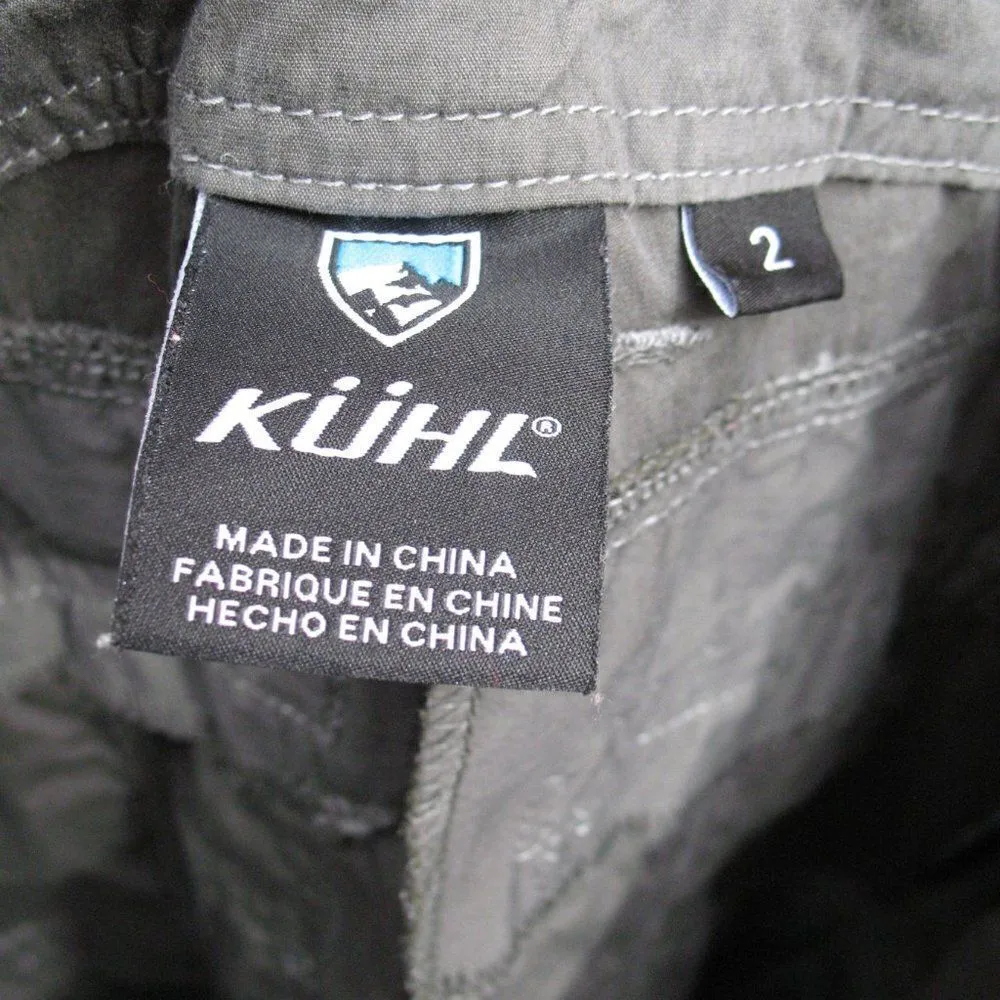 2
KÜHL®
MADE IN CHINA
FABRIQUE EN CHINE
HECHO EN CHINA